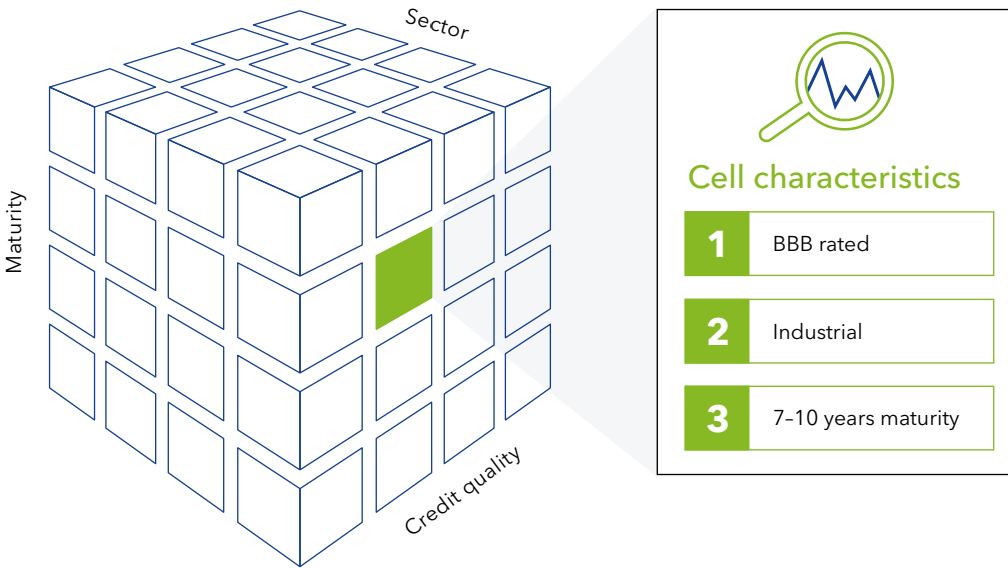 Sector
Maturity
Credit quality
Cell characteristics
1 BBB rated
2 Industrial
3 7–10 years maturity